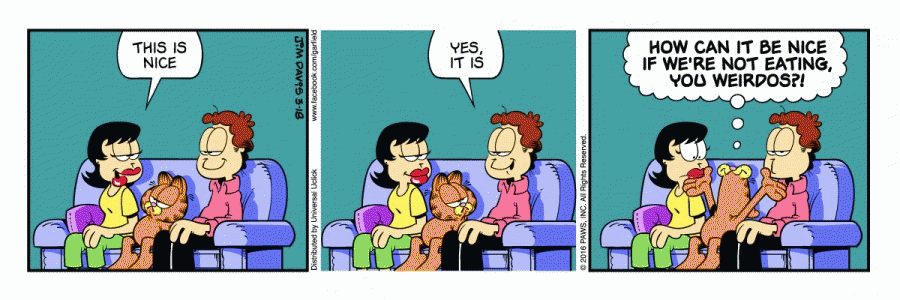 THIS IS
NICE
JIM DAVIS 3-18
www.facebook.com/garfield
Distributed by Universal Uclick
YES,
IT IS
© 2016 PAWS, INC. All Rights Reserved.
HOW CAN IT BE NICE
IF WE'RE NOT EATING,
YOU WEIRDOS?!